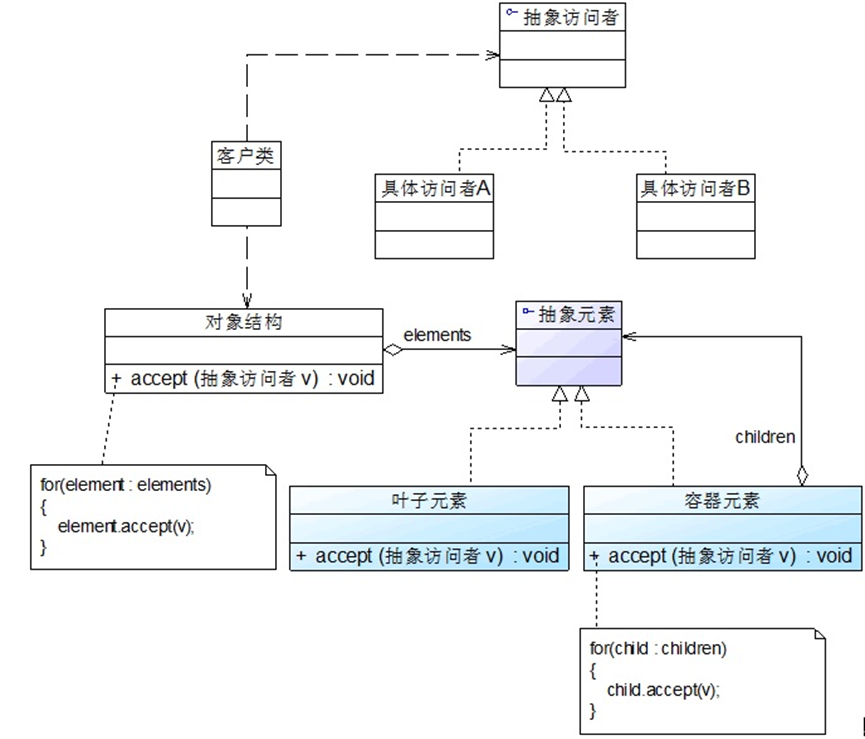 抽象访问者
客户类
具体访问者A
具体访问者B
对象结构
+ accept (抽象访问者 v) : void
elements
抽象元素
children
for(element : elements)
{
element.accept(v);
}
叶子元素
+ accept (抽象访问者 v) : void
容器元素
+ accept (抽象访问者 v) : void
for(child : children)
{
child.accept(v);
}